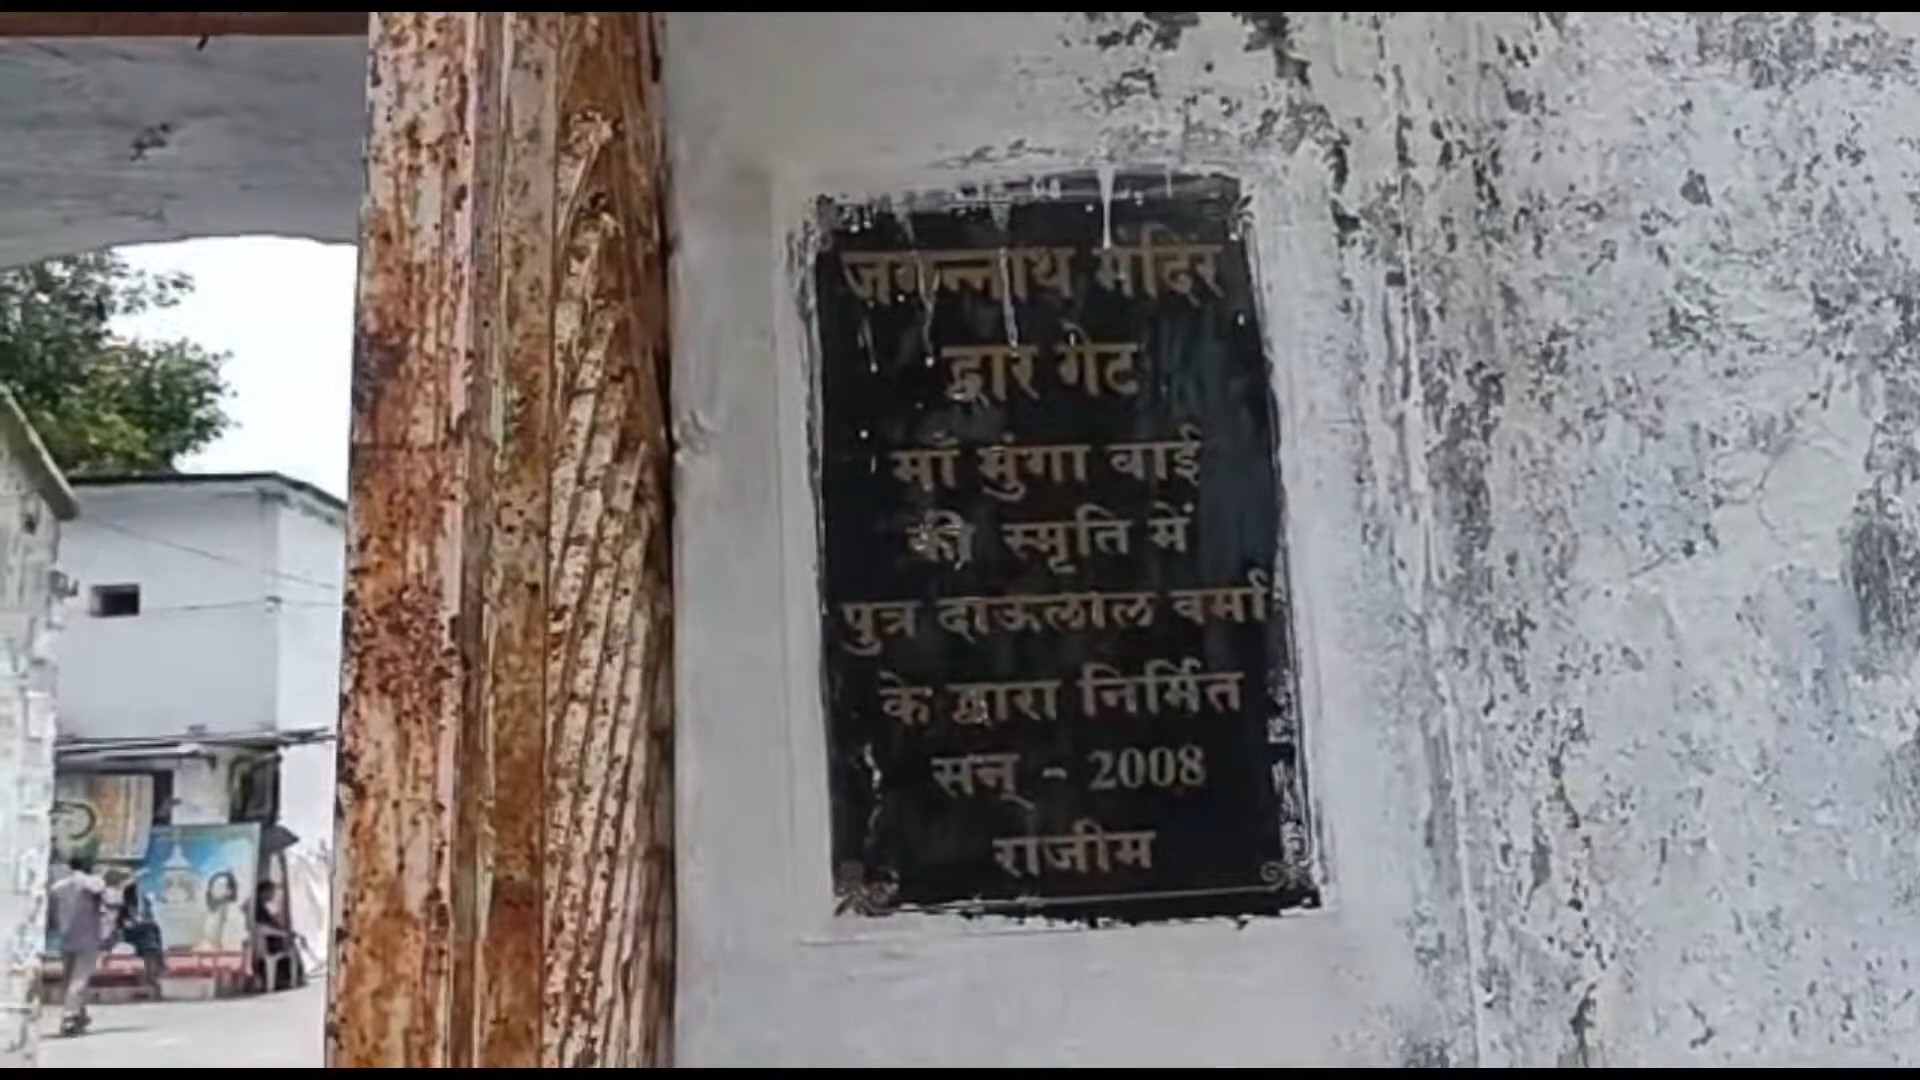 जगन्नाथ मंदिर
द्वार गेट
माँ मुंगा बाई
की स्मृति में
पुत्र दाऊलाल वर्मा
के द्वारा निर्मित
सन् - 2008
राजीम